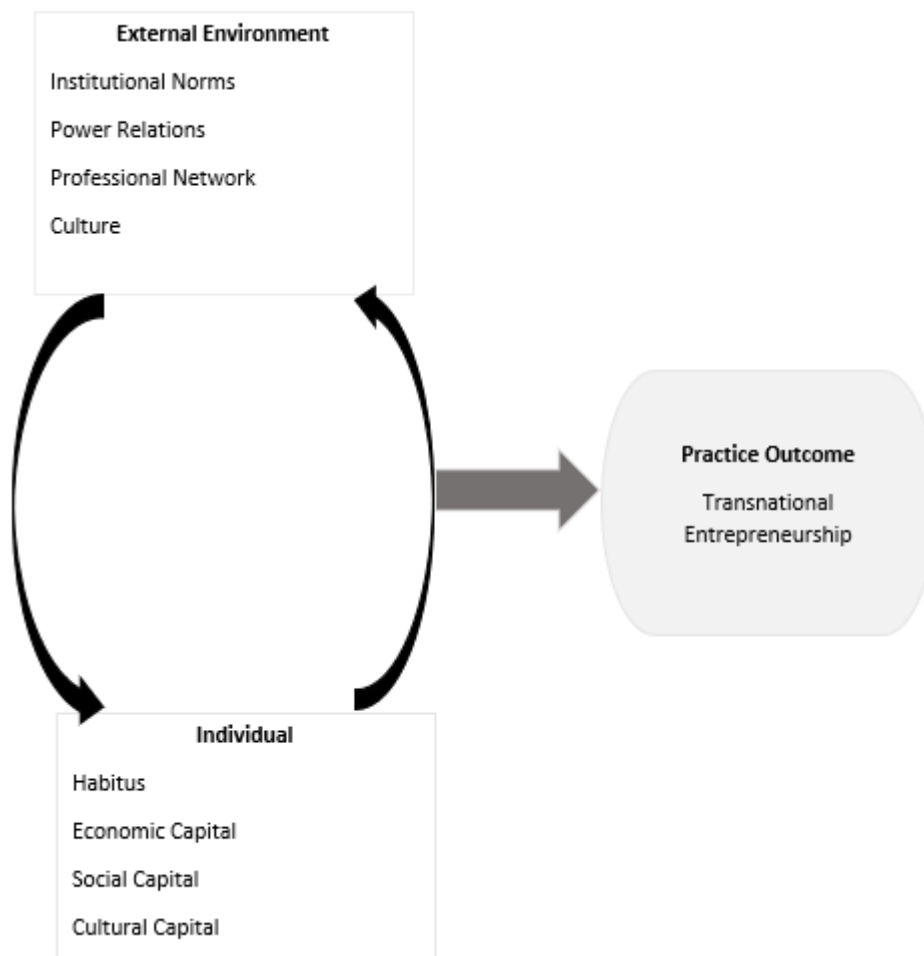 External Environment
Institutional Norms
Power Relations
Professional Network
Culture
Practice Outcome
Transnational
Entrepreneurship
Individual
Habitus
Economic Capital
Social Capital
Cultural Capital